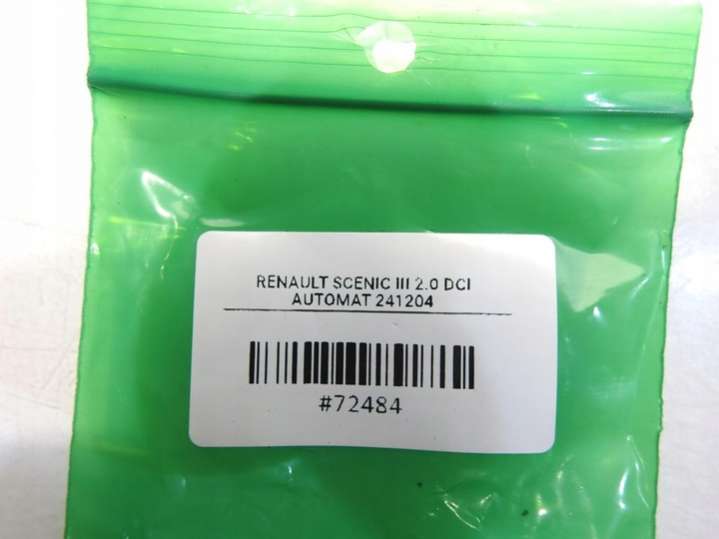 RENAULT SCENIC III 2.0 DCI
AUTOMAT 241204
#72484